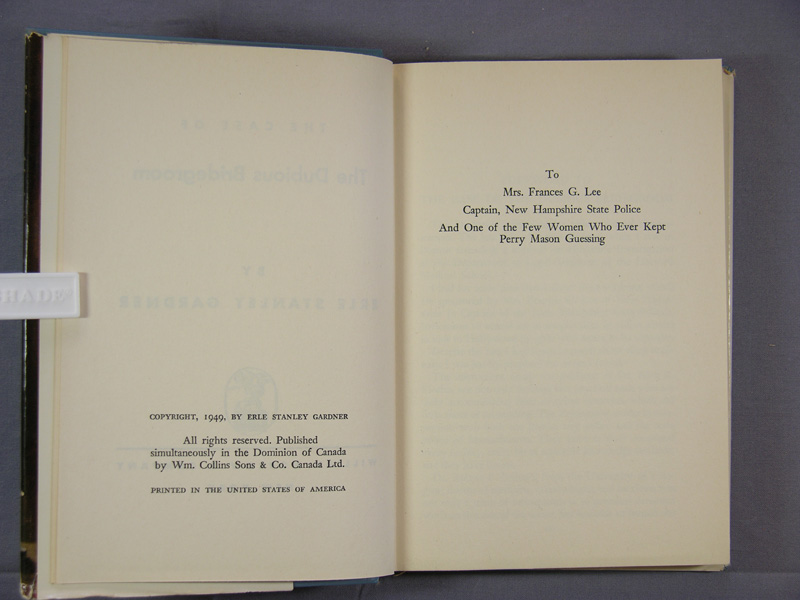 SHADE
COPYRIGHT, 1949, BY ERLE STANLEY GARDNER
All rights reserved. Published
simultaneously in the Dominion of Canada
by Wm. Collins Sons & Co. Canada Ltd.
PRINTED IN THE UNITED STATES OF AMERICA
To
Mrs. Frances G. Lee
Captain, New Hampshire State Police
And One of the Few Women Who Ever Kept
Perry Mason Guessing